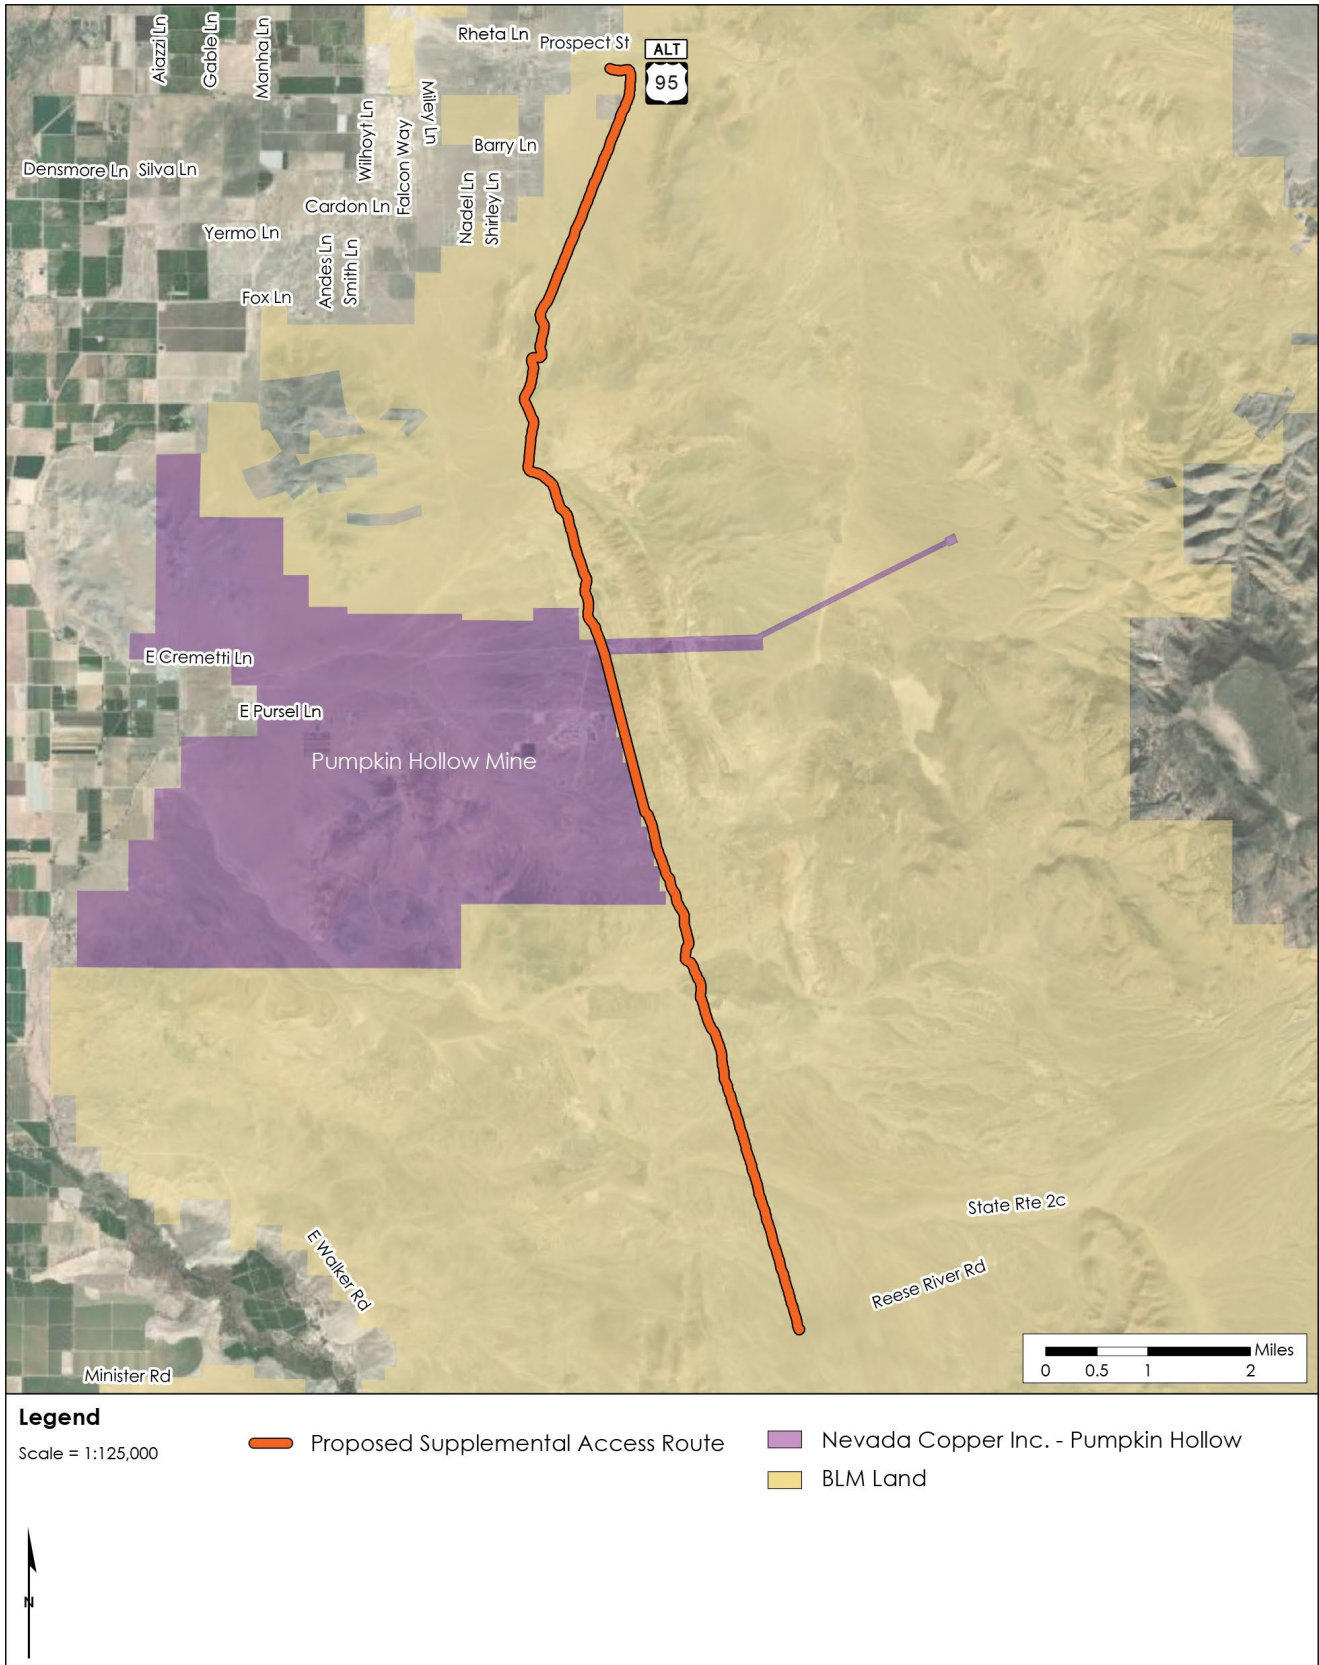 Aiazzi Ln
Gable Ln
Manha Ln
Rheta Ln
Prospect St
ALT
95
Miley Ln
Wilhoyt Ln
Falcon Way
Barry Ln
Densmore Ln
Silva Ln
Nadel Ln
Shirley Ln
Cardon Ln
Yermo Ln
Andes Ln
Smith Ln
Fox Ln
E Cremetti Ln
E Pursel Ln
Pumpkin Hollow Mine
State Rte 2c
Reese River Rd
E Walker Rd
Minister Rd
Miles
0 0.5 1 2
Legend
Scale = 1:125,000
Proposed Supplemental Access Route
Nevada Copper Inc. - Pumpkin Hollow
BLM Land
N